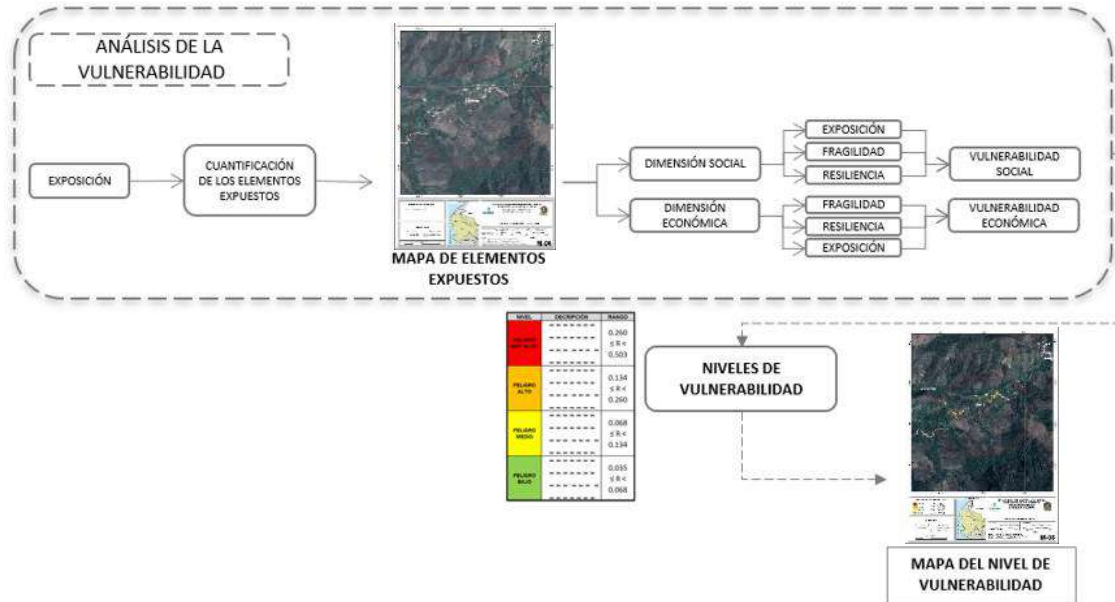 ANÁLISIS DE LA
VULNERABILIDAD
EXPOSICIÓN
CUANTIFICACIÓN
DE LOS ELEMENTOS
EXPUESTOS
MAPA DE ELEMENTOS
EXPUESTOS
DIMENSIÓN SOCIAL
DIMENSIÓN
ECONÓMICA
EXPOSICIÓN
FRAGILIDAD
RESILIENCIA
FRAGILIDAD
RESILIENCIA
EXPOSICIÓN
VULNERABILIDAD
SOCIAL
VULNERABILIDAD
ECONÓMICA
NIVEL DECRIPCIÓN RANGO
0.260
≤ R <
0.503
PELIGRO
ALTO
0.134
≤ R <
0.260
PELIGRO
MEDIO
0.068
≤ R <
0.134
PELIGRO
BAJO
0.035
≤ R <
0.068
NIVELES DE
VULNERABILIDAD
MAPA DEL NIVEL DE
VULNERABILIDAD